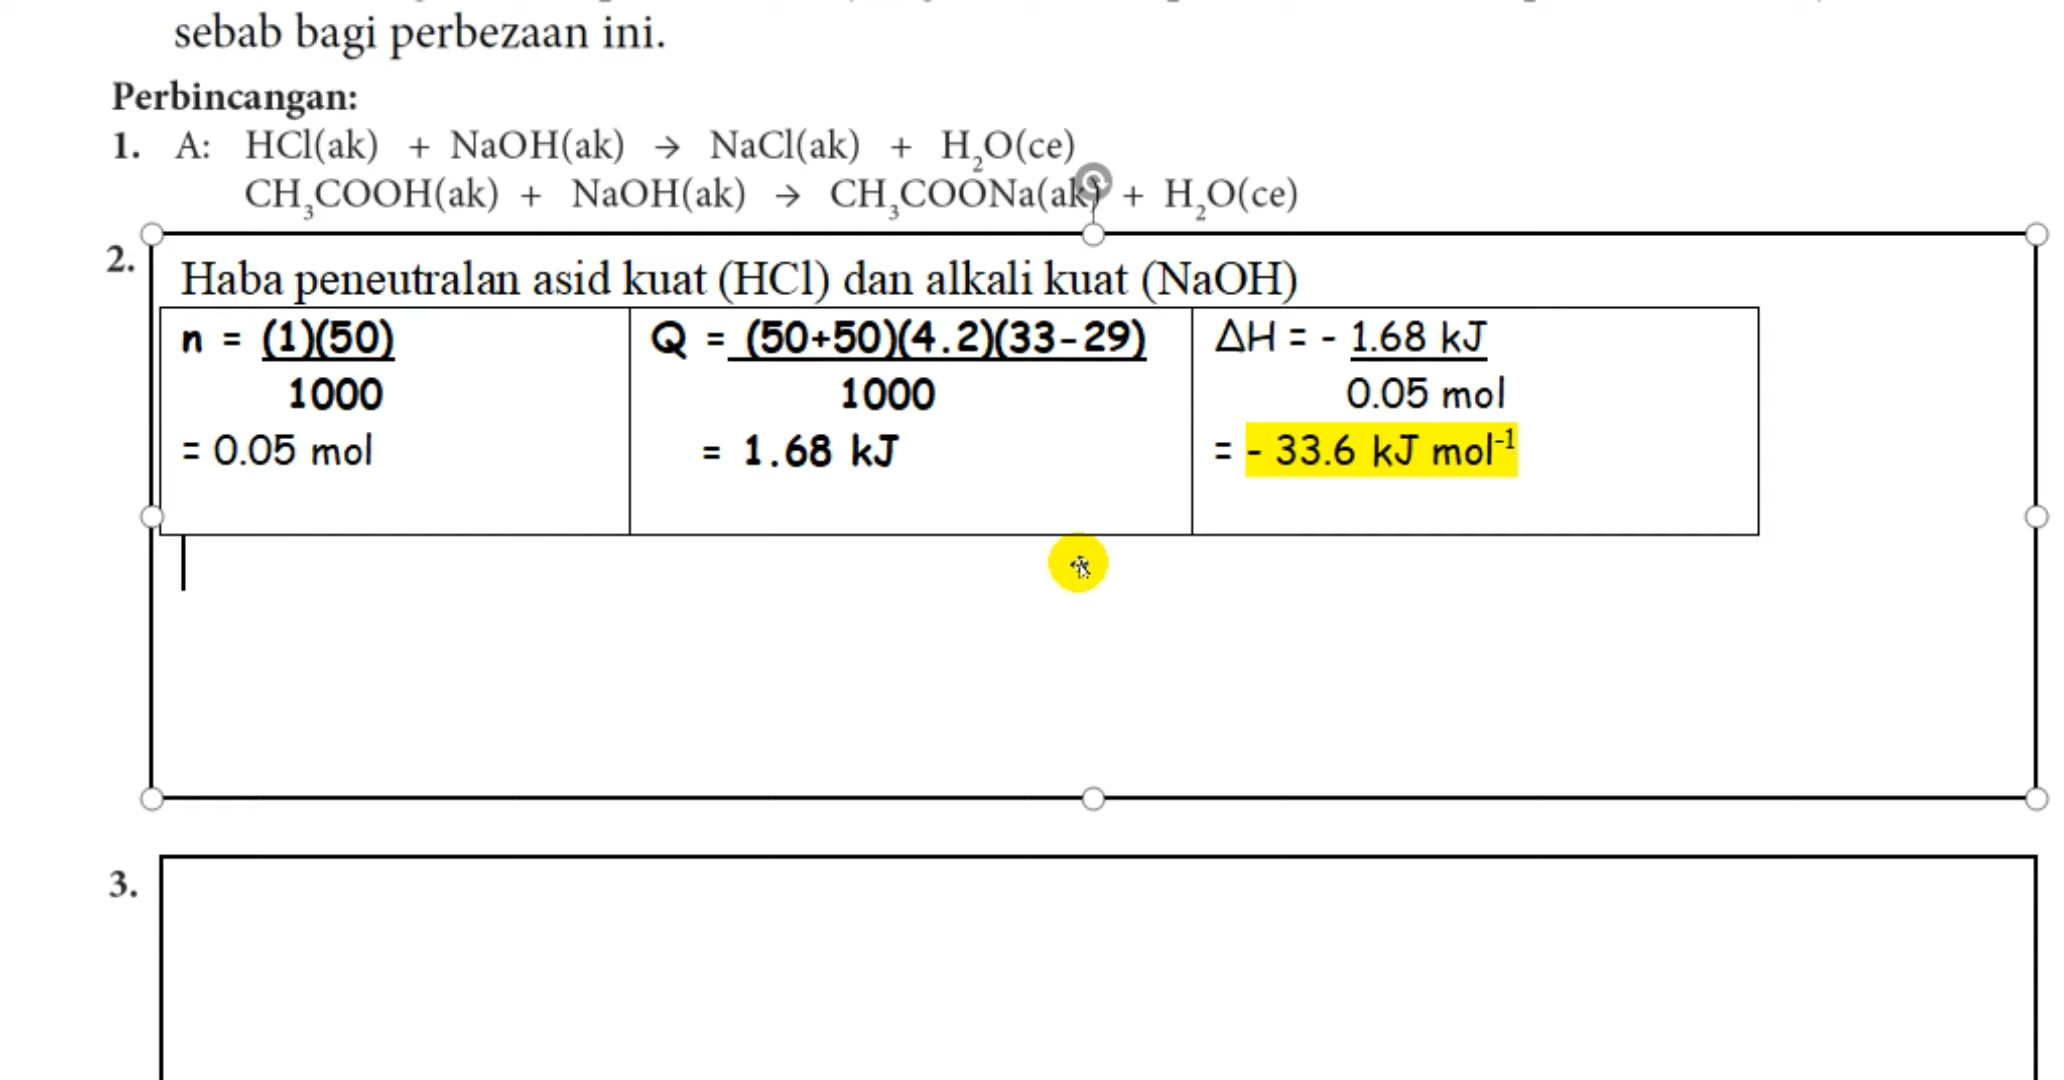 sebab bagi perbezaan ini.
Perbincangan:
1. A: HCl(ak) + NaOH(ak) → NaCl(ak) + H₂O(ce)
CH₃COOH(ak) + NaOH(ak) → CH₃COONa(ak) + H₂O(ce)
2.
Haba peneutralan asid kuat (HCl) dan alkali kuat (NaOH)
n = (1)(50)
1000
= 0.05 mol
Q = (50+50)(4.2)(33-29)
1000
= 1.68 kJ
ΔH = - 1.68 kJ
0.05 mol
= - 33.6 kJ mol⁻¹
3.